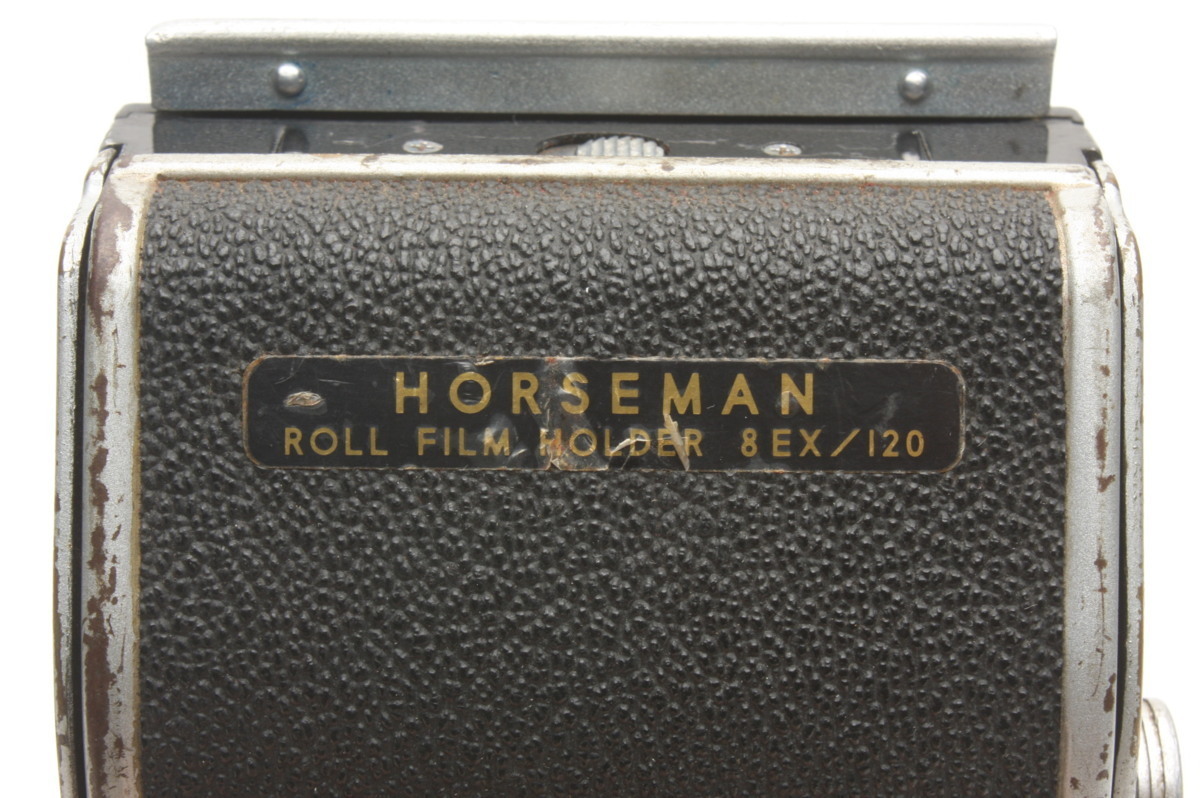 HORSEMAN
ROLL FILM HOLDER 8EX/120